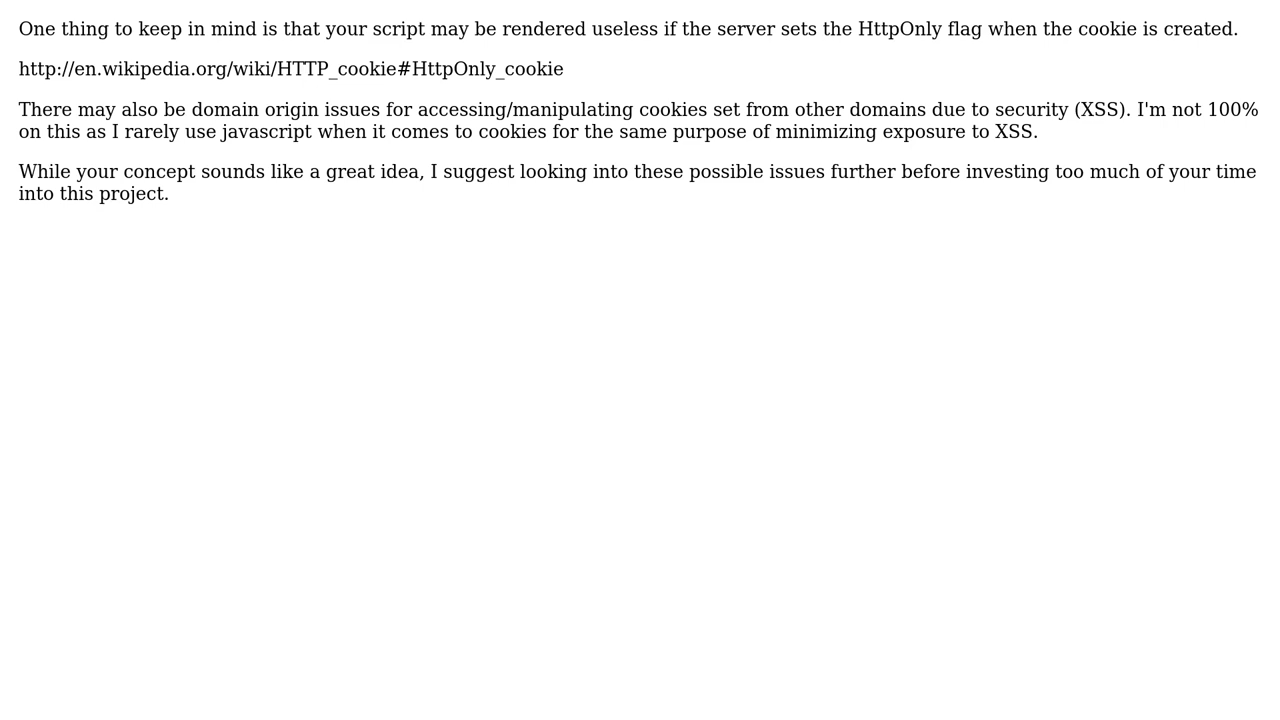 One thing to keep in mind is that your script may be rendered useless if the server sets the HttpOnly flag when the cookie is created.
http://en.wikipedia.org/wiki/HTTP_cookie#HttpOnly_cookie
There may also be domain origin issues for accessing/manipulating cookies set from other domains due to security (XSS). I'm not 100%
on this as I rarely use javascript when it comes to cookies for the same purpose of minimizing exposure to XSS.
While your concept sounds like a great idea, I suggest looking into these possible issues further before investing too much of your time
into this project.